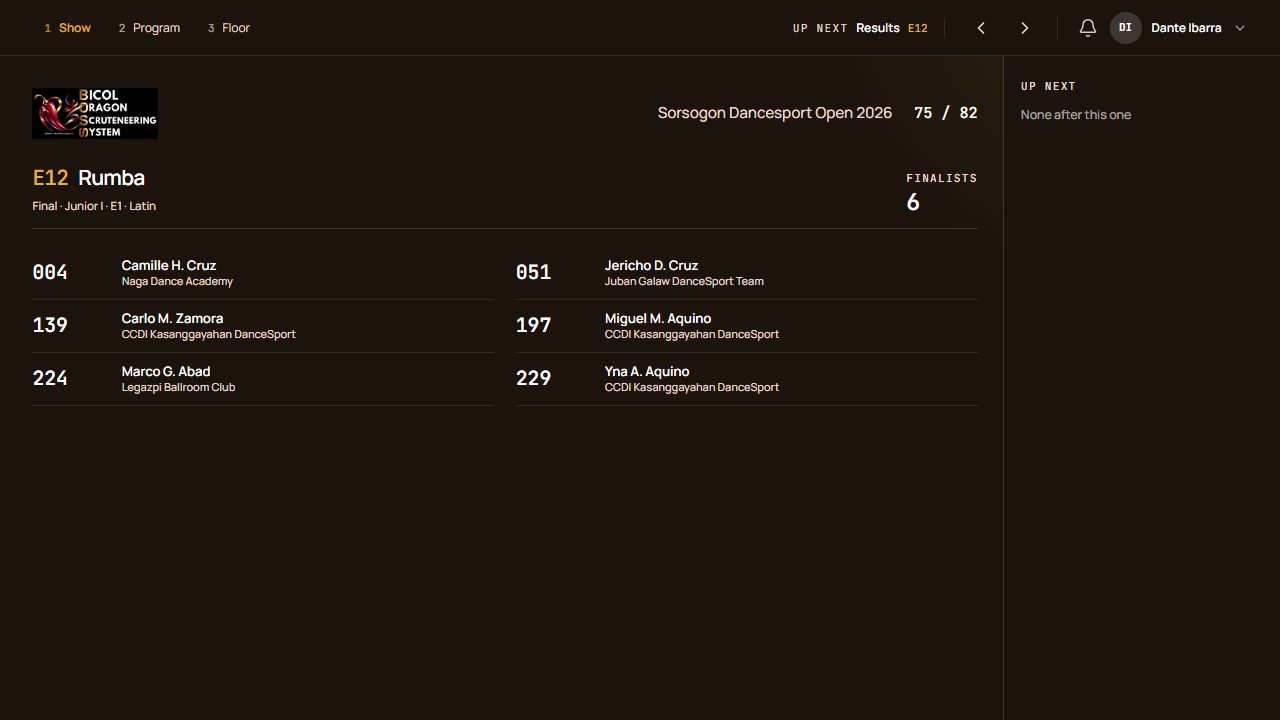 1 Show 2 Program 3 Floor UP NEXT Results E12 DI Dante Ibarra
BICOL
DRAGON
SCRUTENEERING
SYSTEM
Sorsogon Dancesport Open 2026 75 / 82
UP NEXT
None after this one
E12 Rumba
Final · Junior I · E1 · Latin
FINALISTS
6
004 Camille H. Cruz
Naga Dance Academy
051 Jericho D. Cruz
Juban Galaw DanceSport Team
139 Carlo M. Zamora
CCDI Kasanggayahan DanceSport
197 Miguel M. Aquino
CCDI Kasanggayahan DanceSport
224 Marco G. Abad
Legazpi Ballroom Club
229 Yna A. Aquino
CCDI Kasanggayahan DanceSport